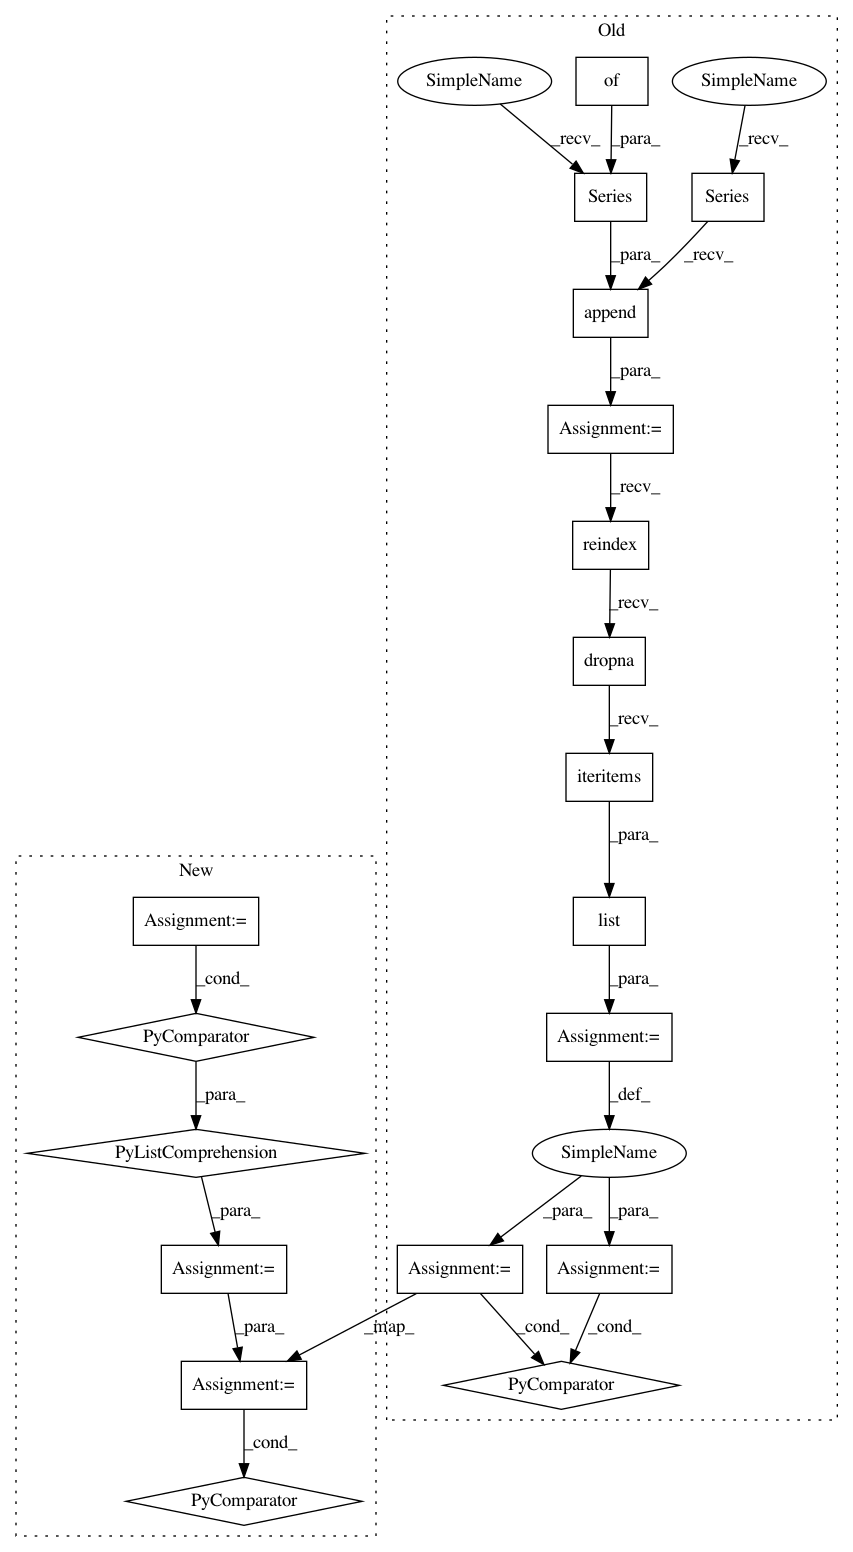 Old
SimpleName
of
SimpleName
_recv_
_para_
_recv_
Series
Series
_para_
_recv_
append
_para_
Assignment:=
_recv_
reindex
_recv_
dropna
_recv_
iteritems
_para_
New
Assignment:=
list
_cond_
_para_
PyComparator
Assignment:=
_para_
_def_
PyListComprehension
SimpleName
_para_
_para_
_para_
Assignment:=
Assignment:=
Assignment:=
_para_
_map_
_cond_
_cond_
Assignment:=
PyComparator
_cond_
PyComparator